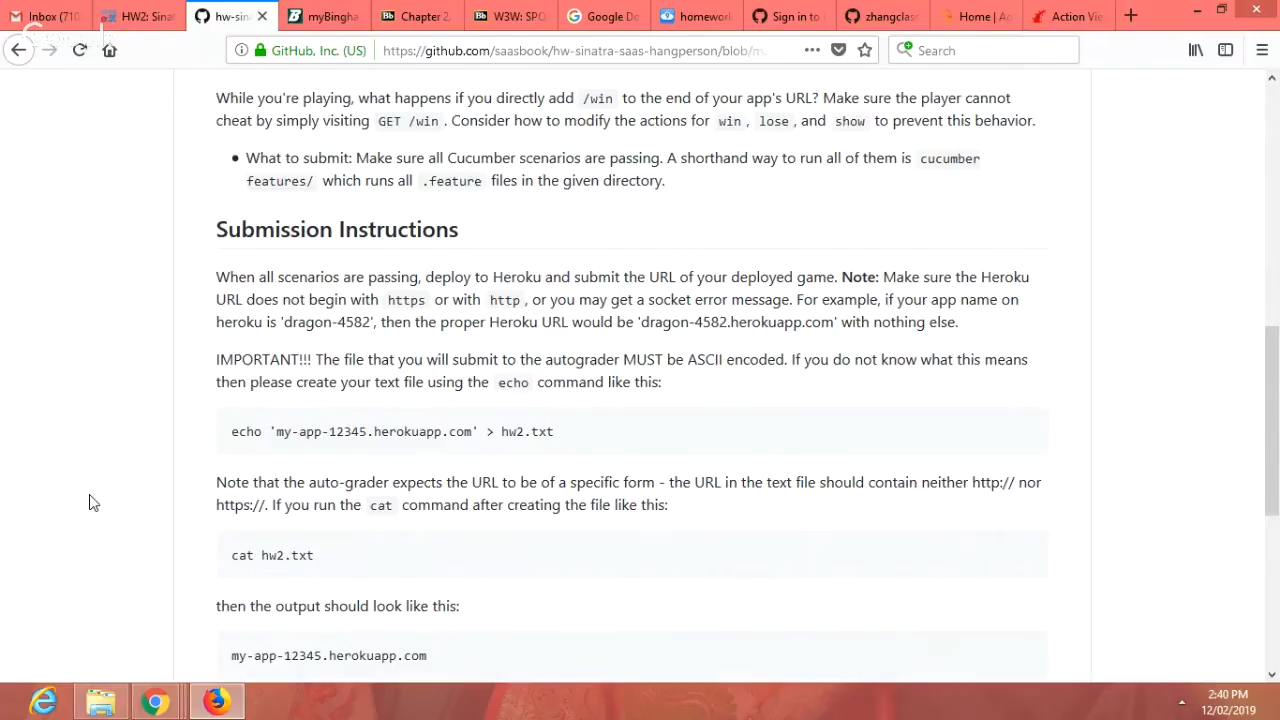 Inbox (710
HW2: Sinat
hw-sina
myBingha
Chapter 2.
W3W: SPO
Google Do
homework
Sign in to
zhangclass
Home | Ac
Action Vie
GitHub, Inc. (US)
https://github.com/saasbook/hw-sinatra-saas-hangperson/blob/m
Search
While you're playing, what happens if you directly add /win to the end of your app's URL? Make sure the player cannot
cheat by simply visiting GET /win. Consider how to modify the actions for win, lose, and show to prevent this behavior.
• What to submit: Make sure all Cucumber scenarios are passing. A shorthand way to run all of them is cucumber
features/ which runs all .feature files in the given directory.
Submission Instructions
When all scenarios are passing, deploy to Heroku and submit the URL of your deployed game. Note: Make sure the Heroku
URL does not begin with https or with http, or you may get a socket error message. For example, if your app name on
heroku is 'dragon-4582', then the proper Heroku URL would be 'dragon-4582.herokuapp.com' with nothing else.
IMPORTANT!!! The file that you will submit to the autograder MUST be ASCII encoded. If you do not know what this means
then please create your text file using the echo command like this:
echo 'my-app-12345.herokuapp.com' > hw2.txt
Note that the auto-grader expects the URL to be of a specific form - the URL in the text file should contain neither http:// nor
https://. If you run the cat command after creating the file like this:
cat hw2.txt
then the output should look like this:
my-app-12345.herokuapp.com
2:40 PM
12/02/2019